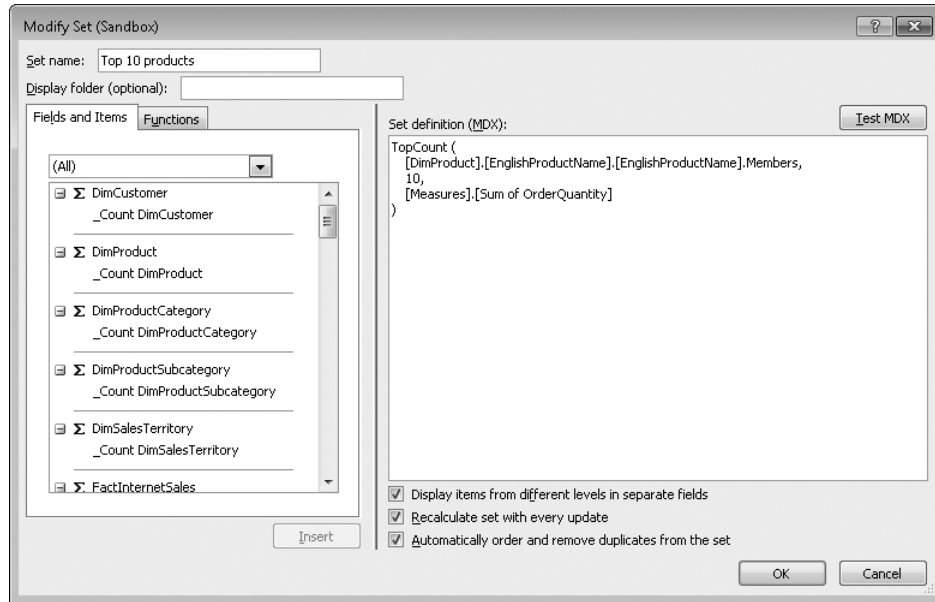 Modify Set (Sandbox)
Set name: Top 10 products
Display folder (optional):
Fields and Items Functions
(All)
Σ DimCustomer
_Count DimCustomer
Σ DimProduct
_Count DimProduct
Σ DimProductCategory
_Count DimProductCategory
Σ DimProductSubcategory
_Count DimProductSubcategory
Σ DimSalesTerritory
_Count DimSalesTerritory
Σ FactInternetSales
Insert
Set definition (MDX):
Test MDX
TopCount (
[DimProduct].[EnglishProductName].[EnglishProductName].Members,
10,
[Measures].[Sum of OrderQuantity]
)
Display items from different levels in separate fields
Recalculate set with every update
Automatically order and remove duplicates from the set
OK Cancel